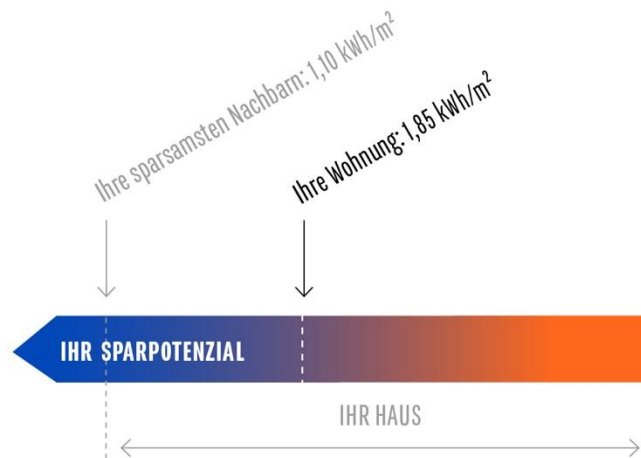 Ihre sparsamsten Nachbarn: 1,10 kWh/m²
Ihre Wohnung: 1,85 kWh/m²
IHR SPARPOTENZIAL
IHR HAUS